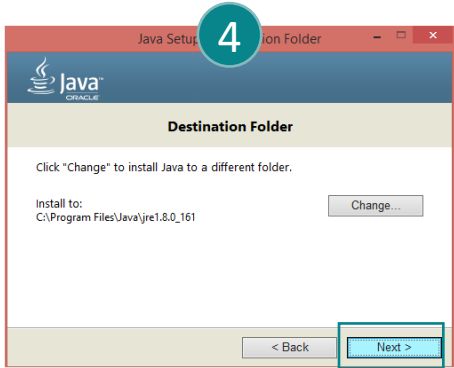 4
Java Setup ion Folder
Java
ORACLE
Destination Folder
Click "Change" to install Java to a different folder.
Install to:
C:\Program Files\Java\jre1.8.0_161
Change...
< Back
Next >